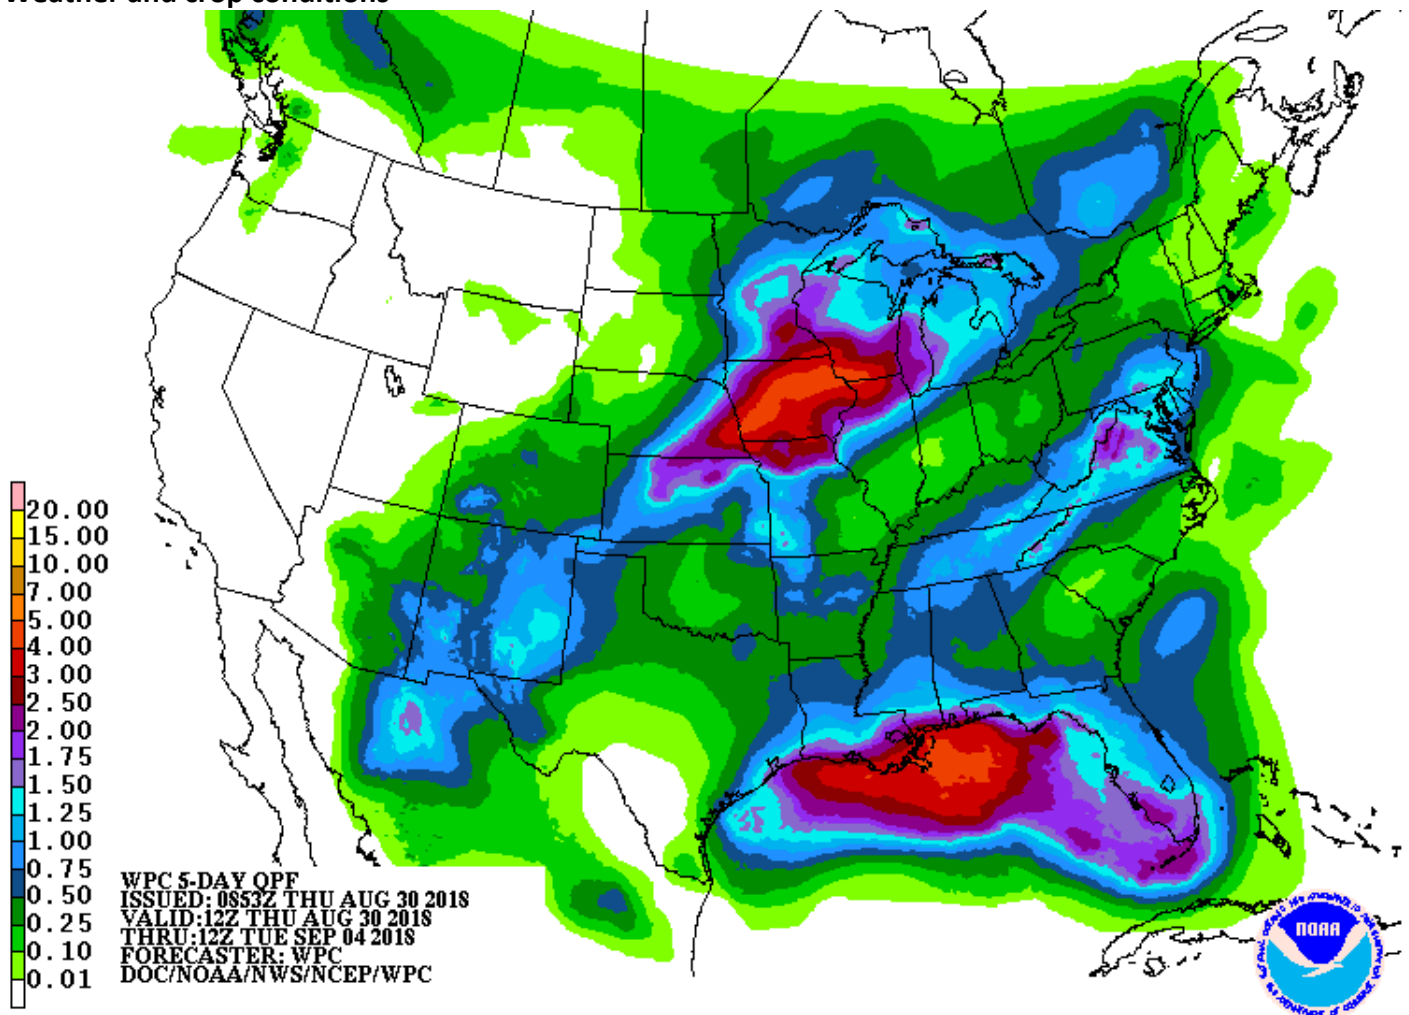 Weather and crop conditions
20.00
15.00
10.00
7.00
5.00
4.00
3.00
2.50
2.00
1.75
1.50
1.25
1.00
0.75
0.50
0.25
0.10
0.01
WPC 5-DAY QPF
ISSUED: 0853Z THU AUG 30 2018
VALID:12Z THU AUG 30 2018
THRU:12Z TUE SEP 04 2018
FORECASTER: WPC
DOC/NOAA/NWS/NCEP/WPC
NOAA